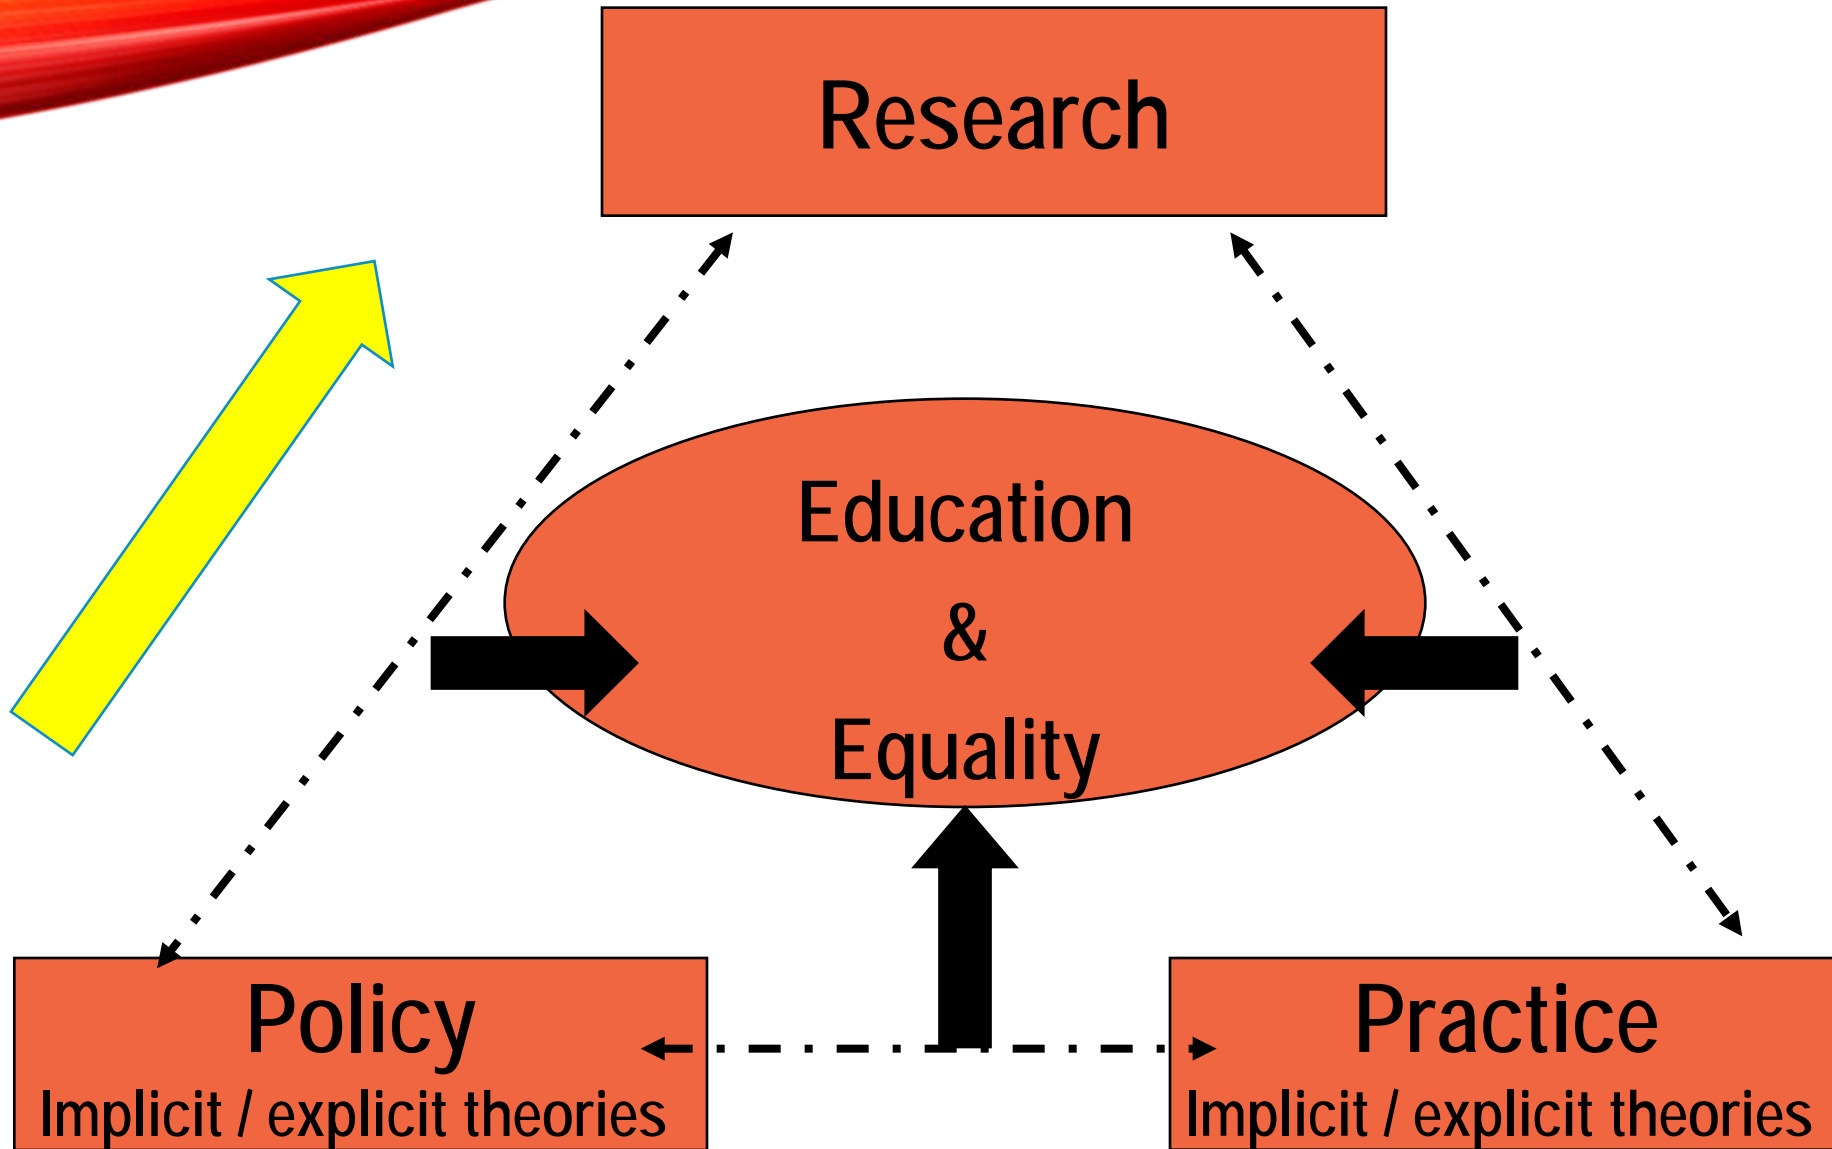 Research
Education
&
Equality
Policy
Implicit / explicit theories
Practice
Implicit / explicit theories